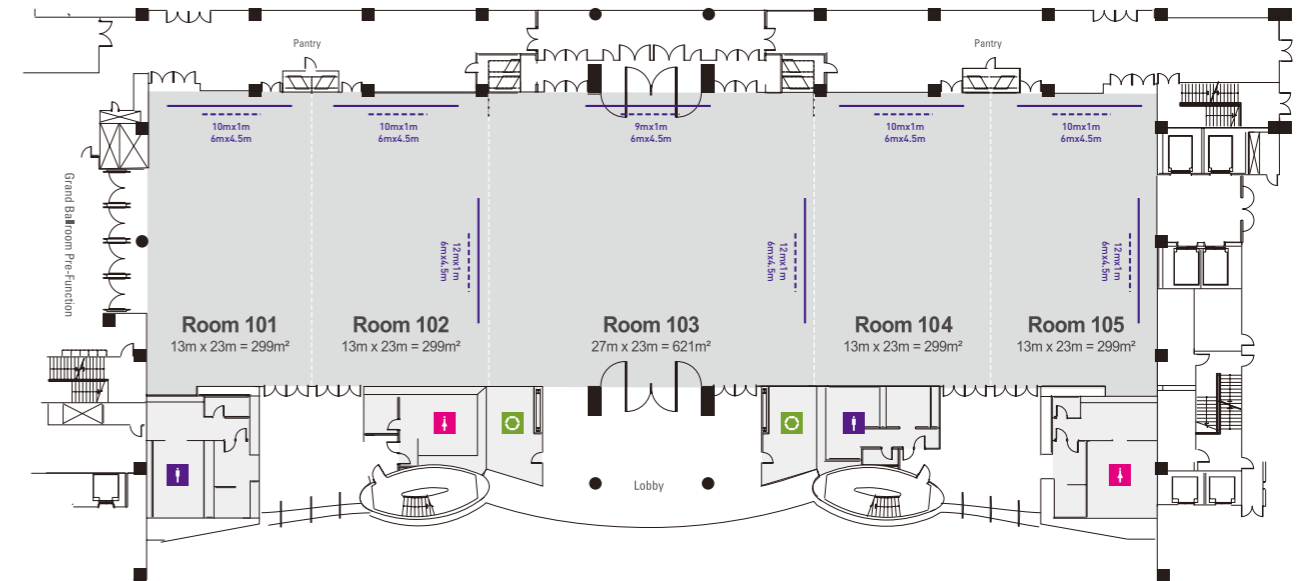 Pantry
Pantry
10mx1m
6mx4.5m
10mx1m
6mx4.5m
9mx1m
6mx4.5m
10mx1m
6mx4.5m
10mx1m
6mx4.5m
Grand Ballroom Pre-Function
12mx1m
6mx4.5m
12mx1m
6mx4.5m
12mx1m
6mx4.5m
Room 101
13m x 23m = 299m²
Room 102
13m x 23m = 299m²
Room 103
27m x 23m = 621m²
Room 104
13m x 23m = 299m²
Room 105
13m x 23m = 299m²
Lobby